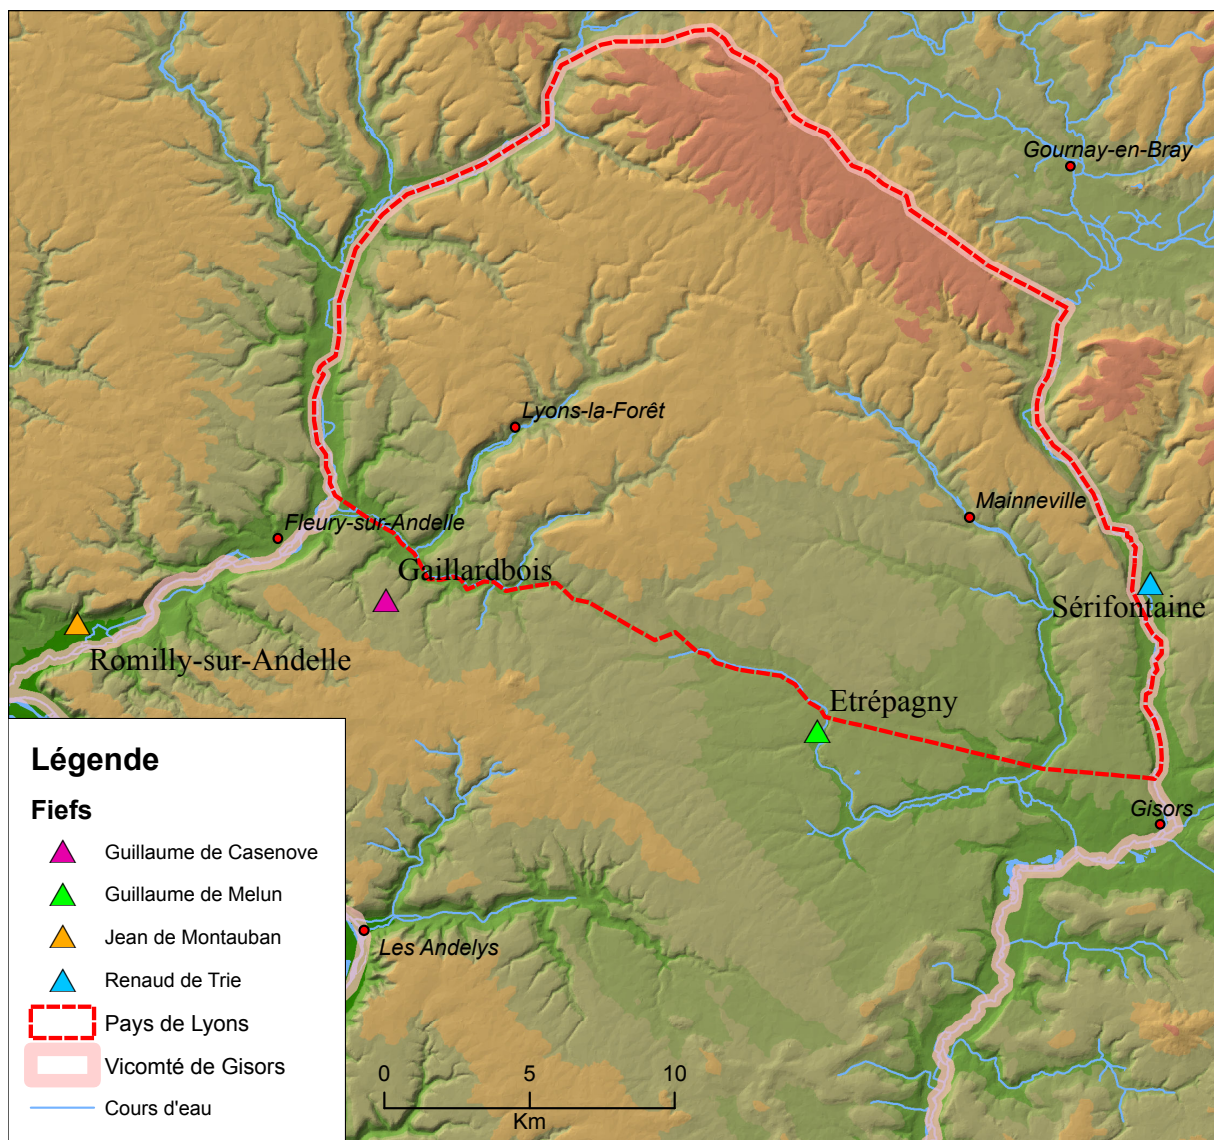 Gournay-en-Bray
Lyons-la-Forêt
Mainneville
Fleury-sur-Andelle
Gaillardbois
Sérifontaine
Romilly-sur-Andelle
Etrépagny
Gisors
Les Andelys
Légende
Fiefs
Guillaume de Casenove
Guillaume de Melun
Jean de Montauban
Renaud de Trie
Pays de Lyons
Vicomté de Gisors
Cours d'eau
0 5 10
Km